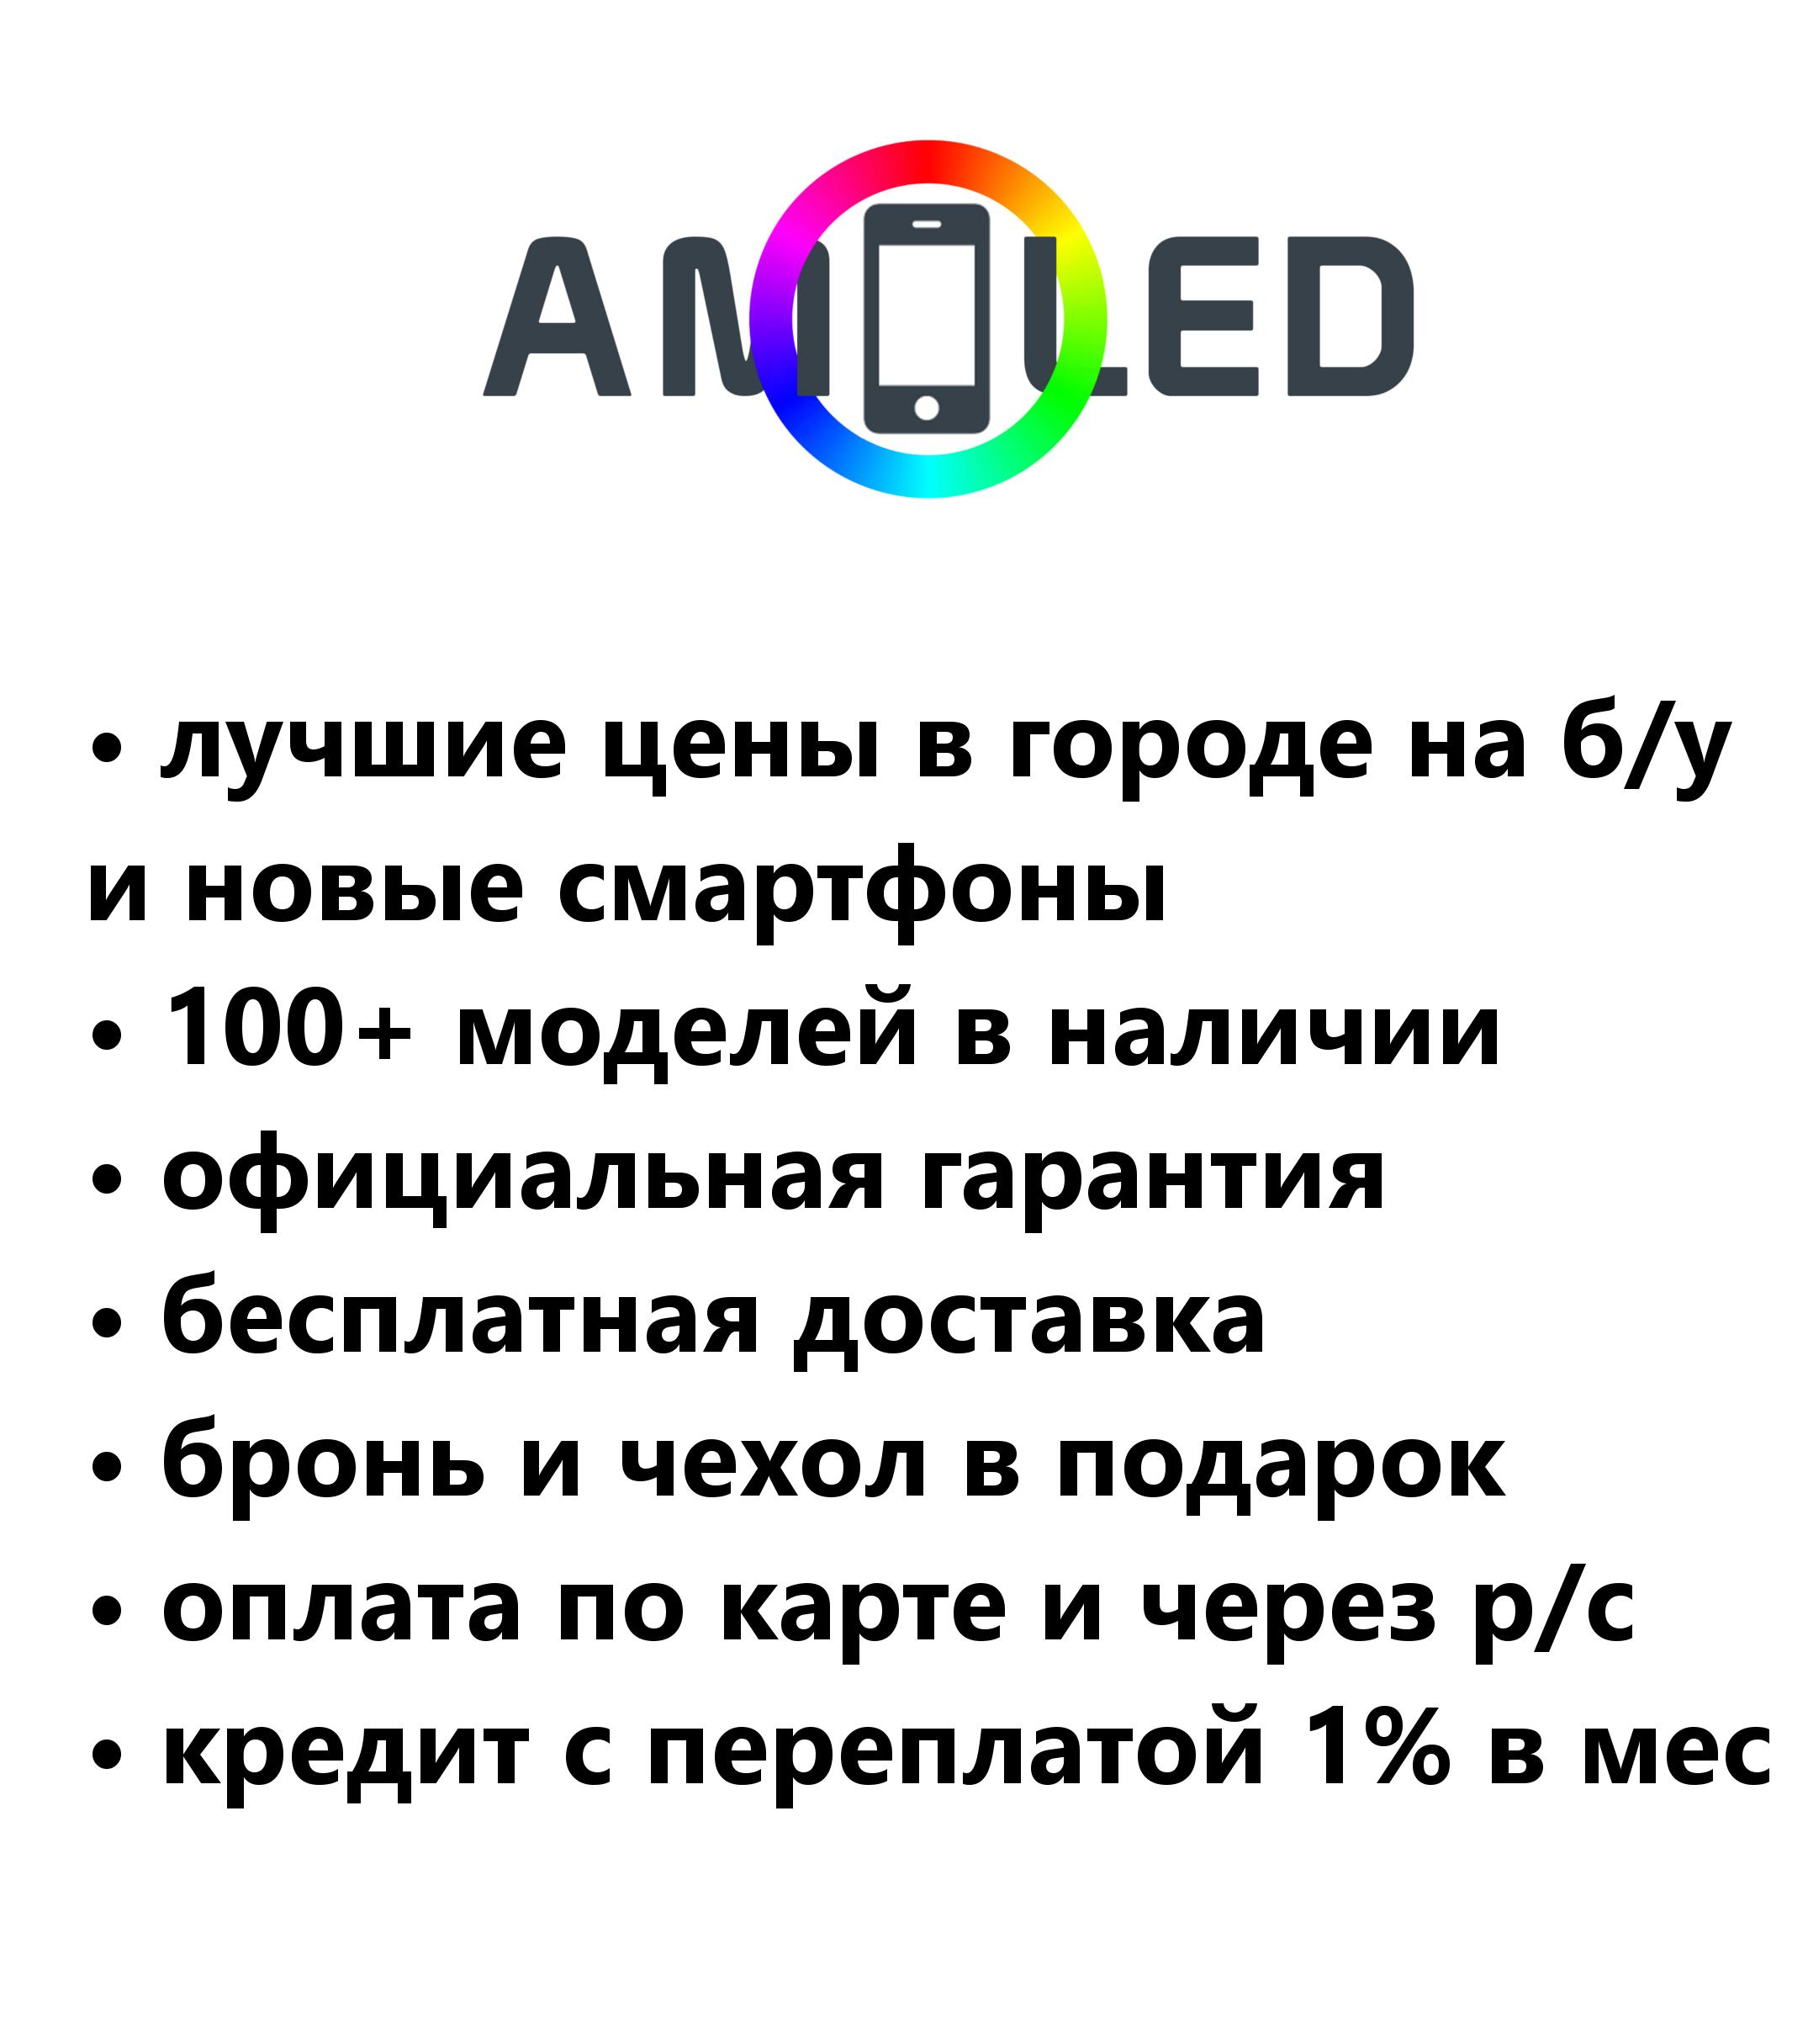 AMOLED
• лучшие цены в городе на б/у
и новые смартфоны
• 100+ моделей в наличии
• официальная гарантия
• бесплатная доставка
• бронь и чехол в подарок
• оплата по карте и через р/с
• кредит с переплатой 1% в мес